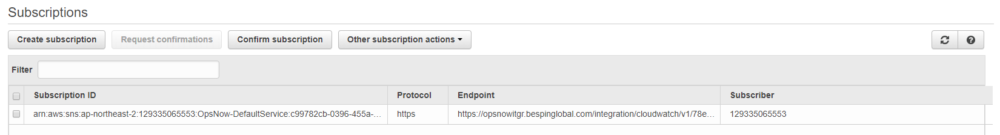 Subscriptions
Create subscription Request confirmations Confirm subscription Other subscription actions
Filter
Subscription ID Protocol Endpoint Subscriber
arn:aws:sns:ap-northeast-2:129335065553:OpsNow-DefaultService:c99782cb-0396-455a-... https https://opsnowitgr.bespinglobal.com/integration/cloudwatch/v1/78e... 129335065553